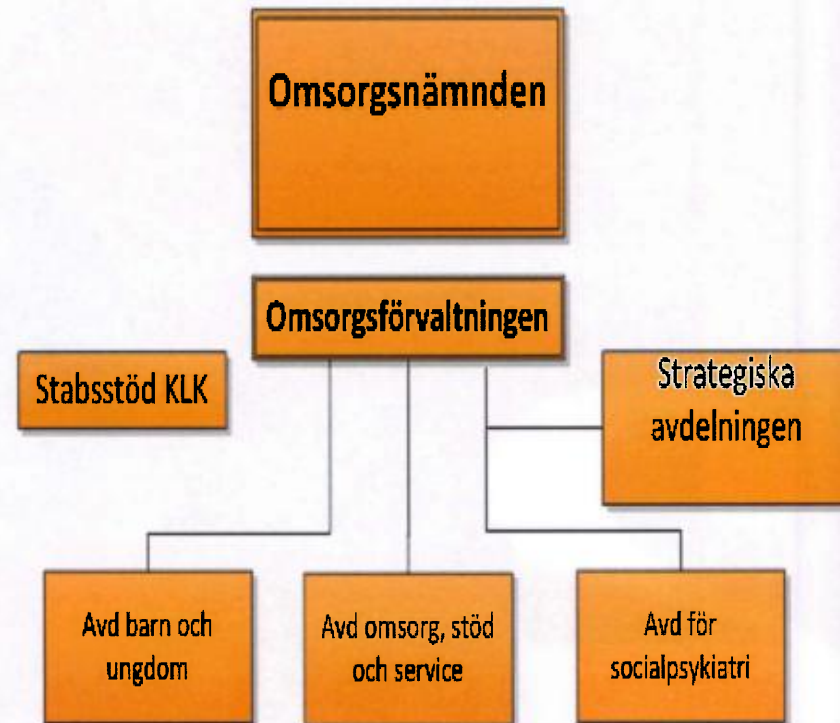 Omsorgsnämnden
Omsorgsförvaltningen
Stabsstöd KLK
Strategiska
avdelningen
Avd barn och
ungdom
Avd omsorg, stöd
och service
Avd för
socialpsykiatri